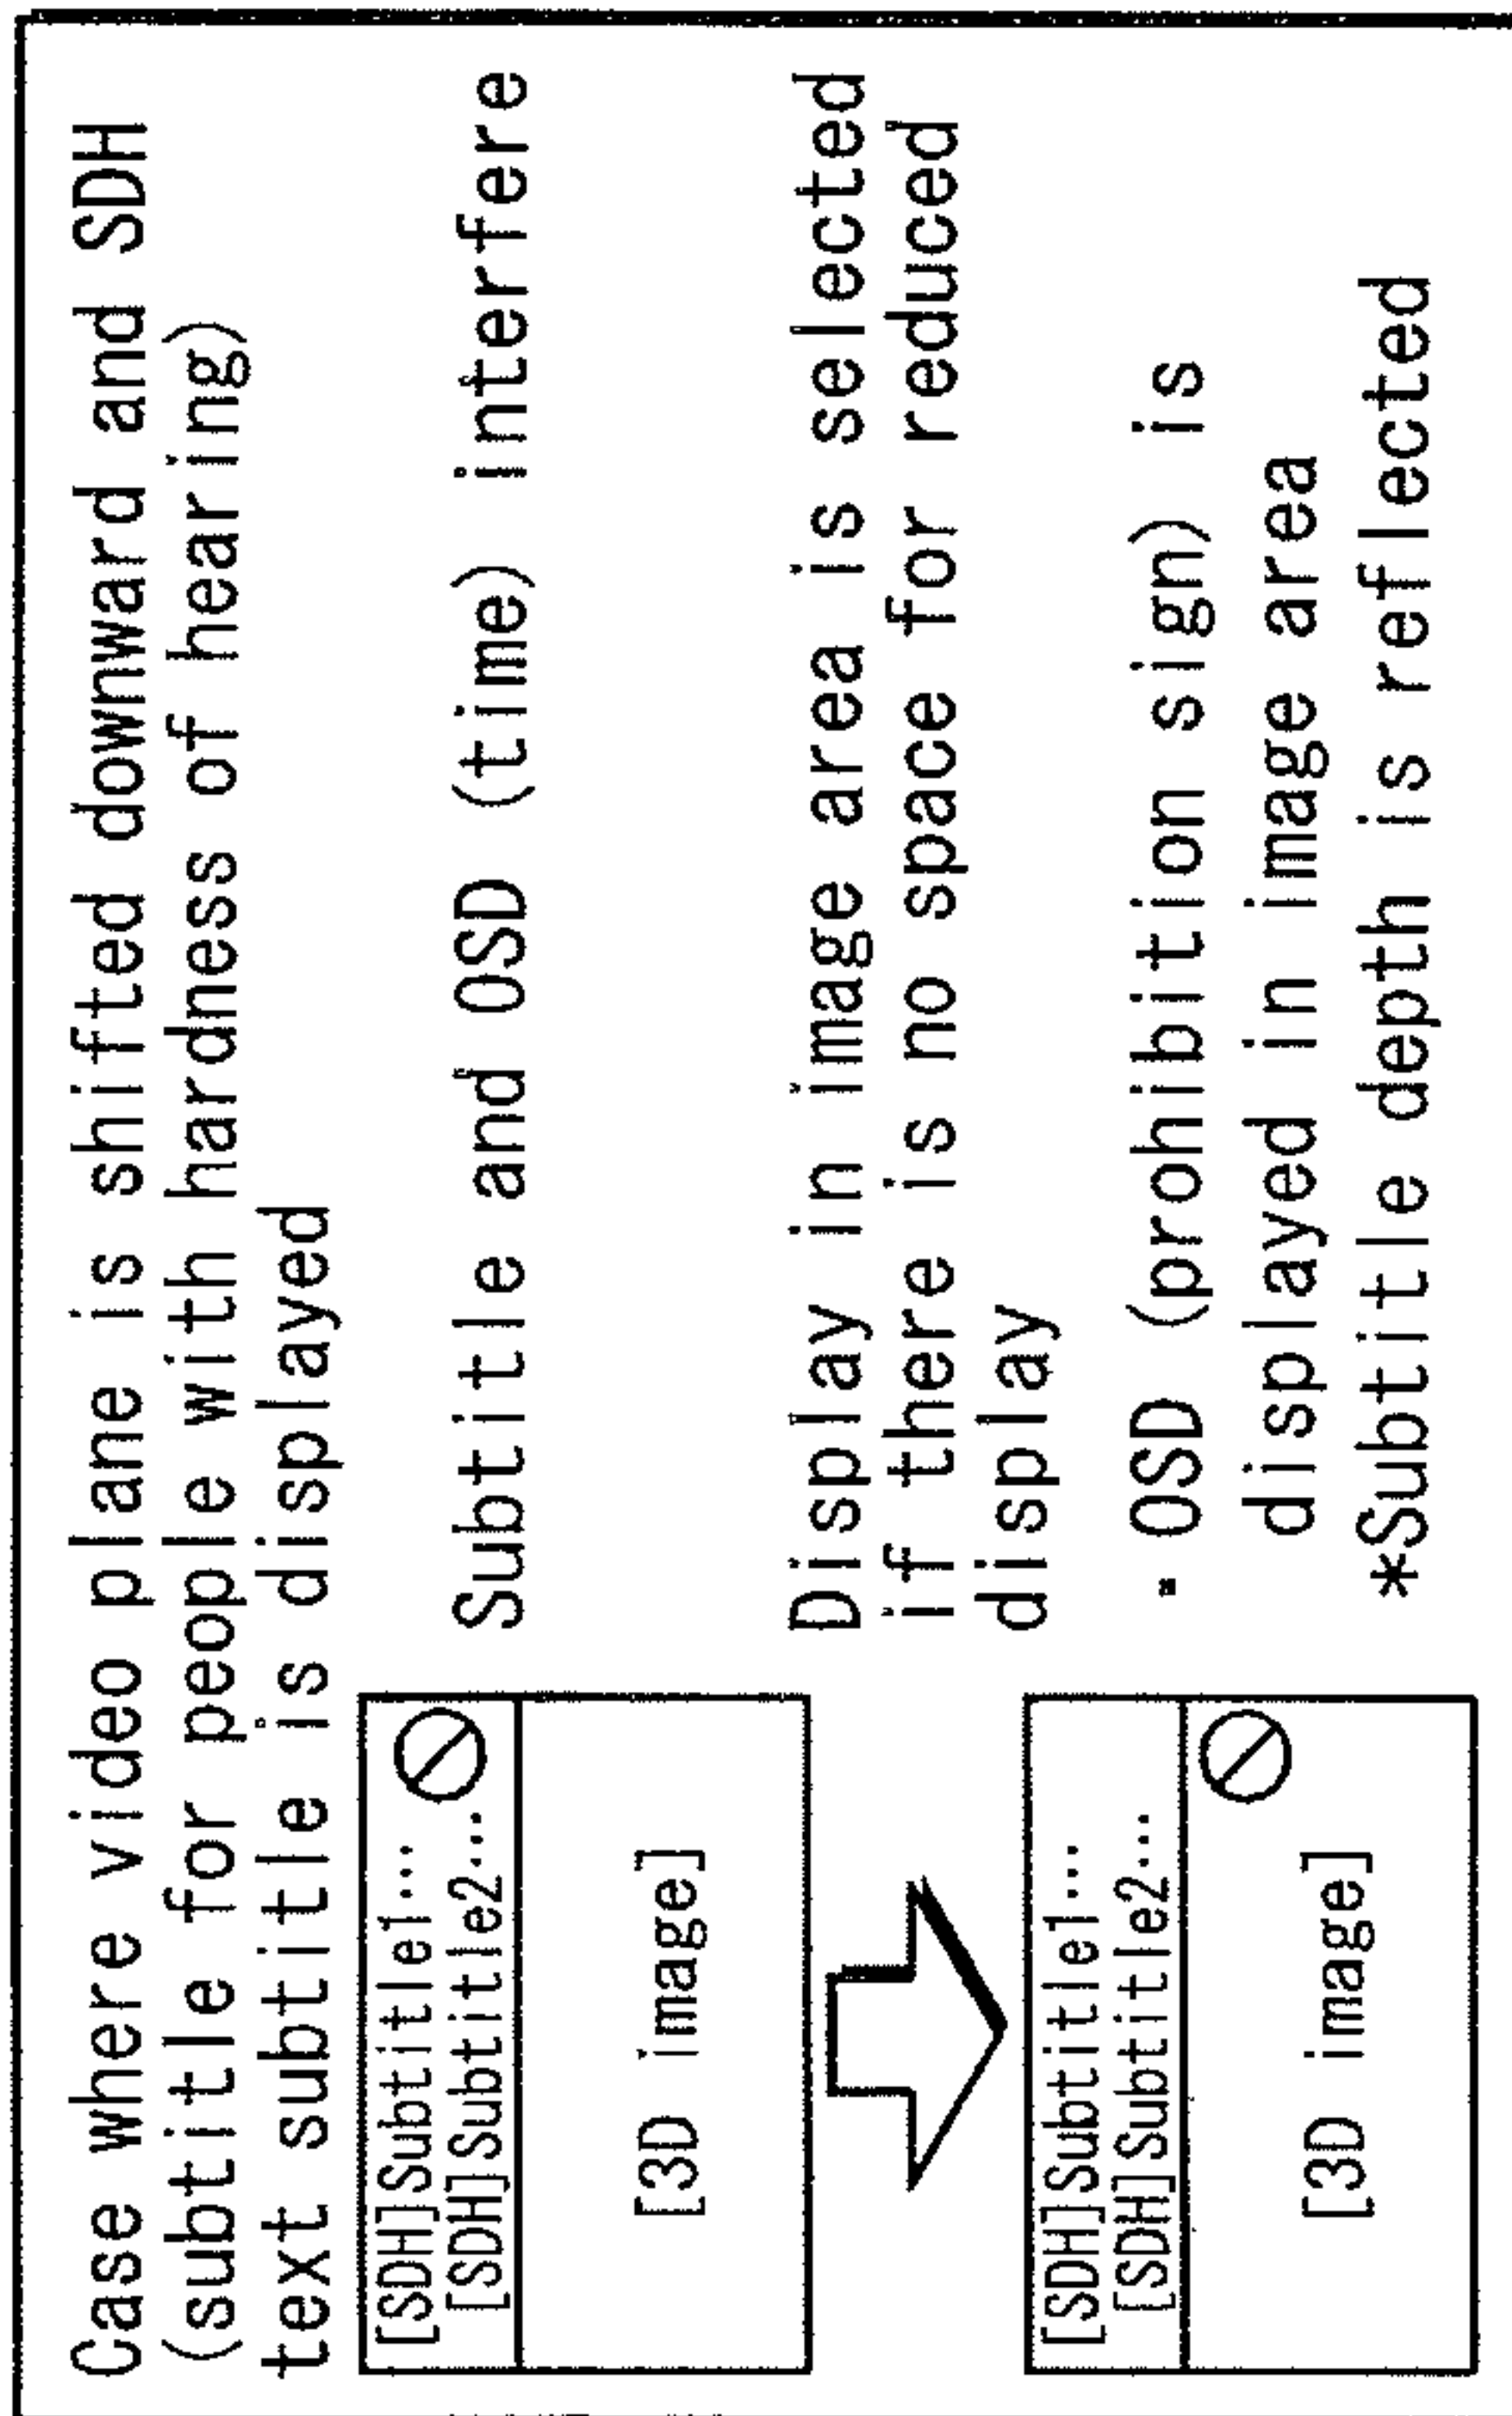 Case where video plane is shifted downward and SDH
(subtitle for people with hardness of hearing)
text subtitle is displayed
[SDH]Subtitle1...
[SDH]Subtitle2...
[3D image]
Subtitle and OSD (time) interfere
Display in image area is selected
if there is no space for reduced
display
[SDH]Subtitle1...
[SDH]Subtitle2...
[3D image]
・OSD (prohibition sign) is
displayed in image area
*Subtitle depth is reflected